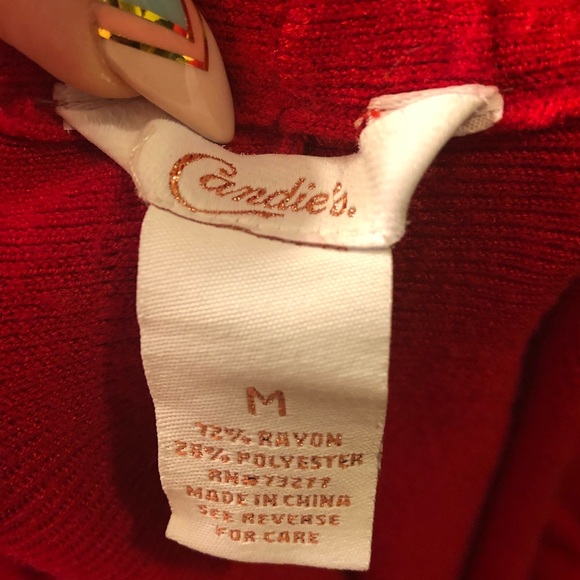 Candie's.
M
72% RAYON
28% POLYESTER
RN#73277
MADE IN CHINA
SEE REVERSE
FOR CARE